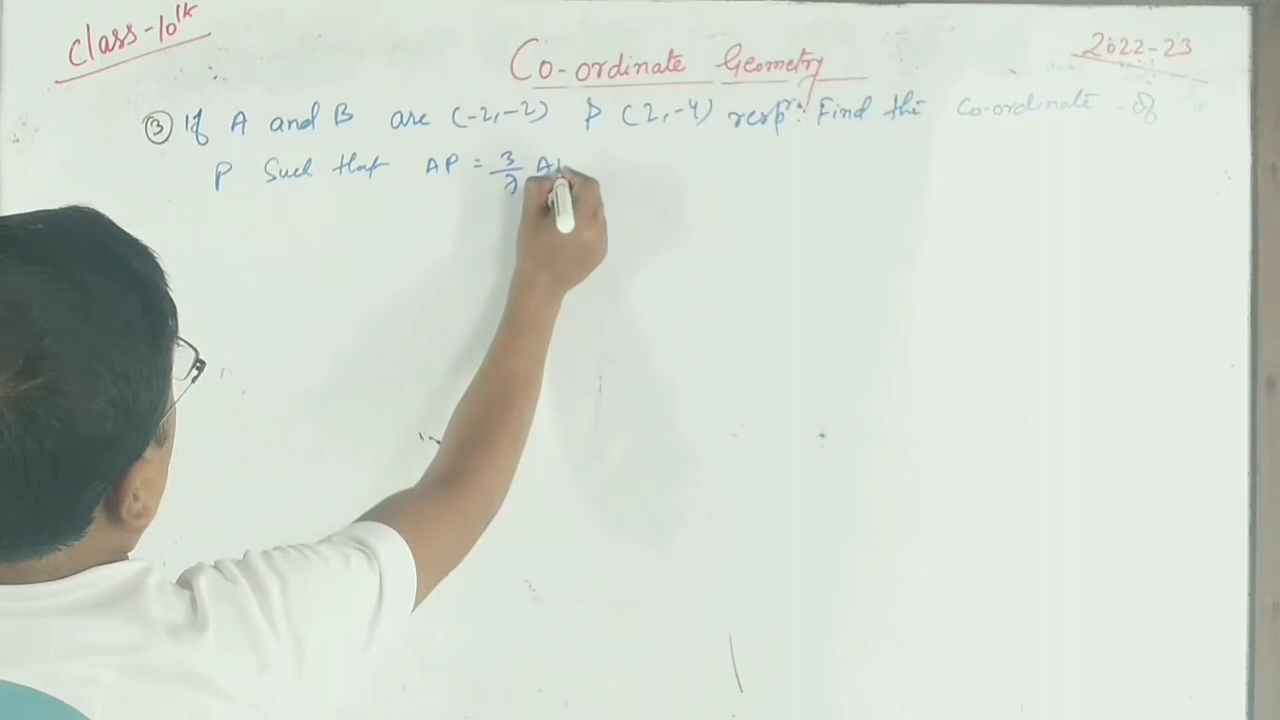 Class-10th
Co-ordinate Geometry
2022-23
③ If A and B are (-2,-2) & (2,-4) resp. Find the Co-ordinate of
P Such that AP = 3/7 A